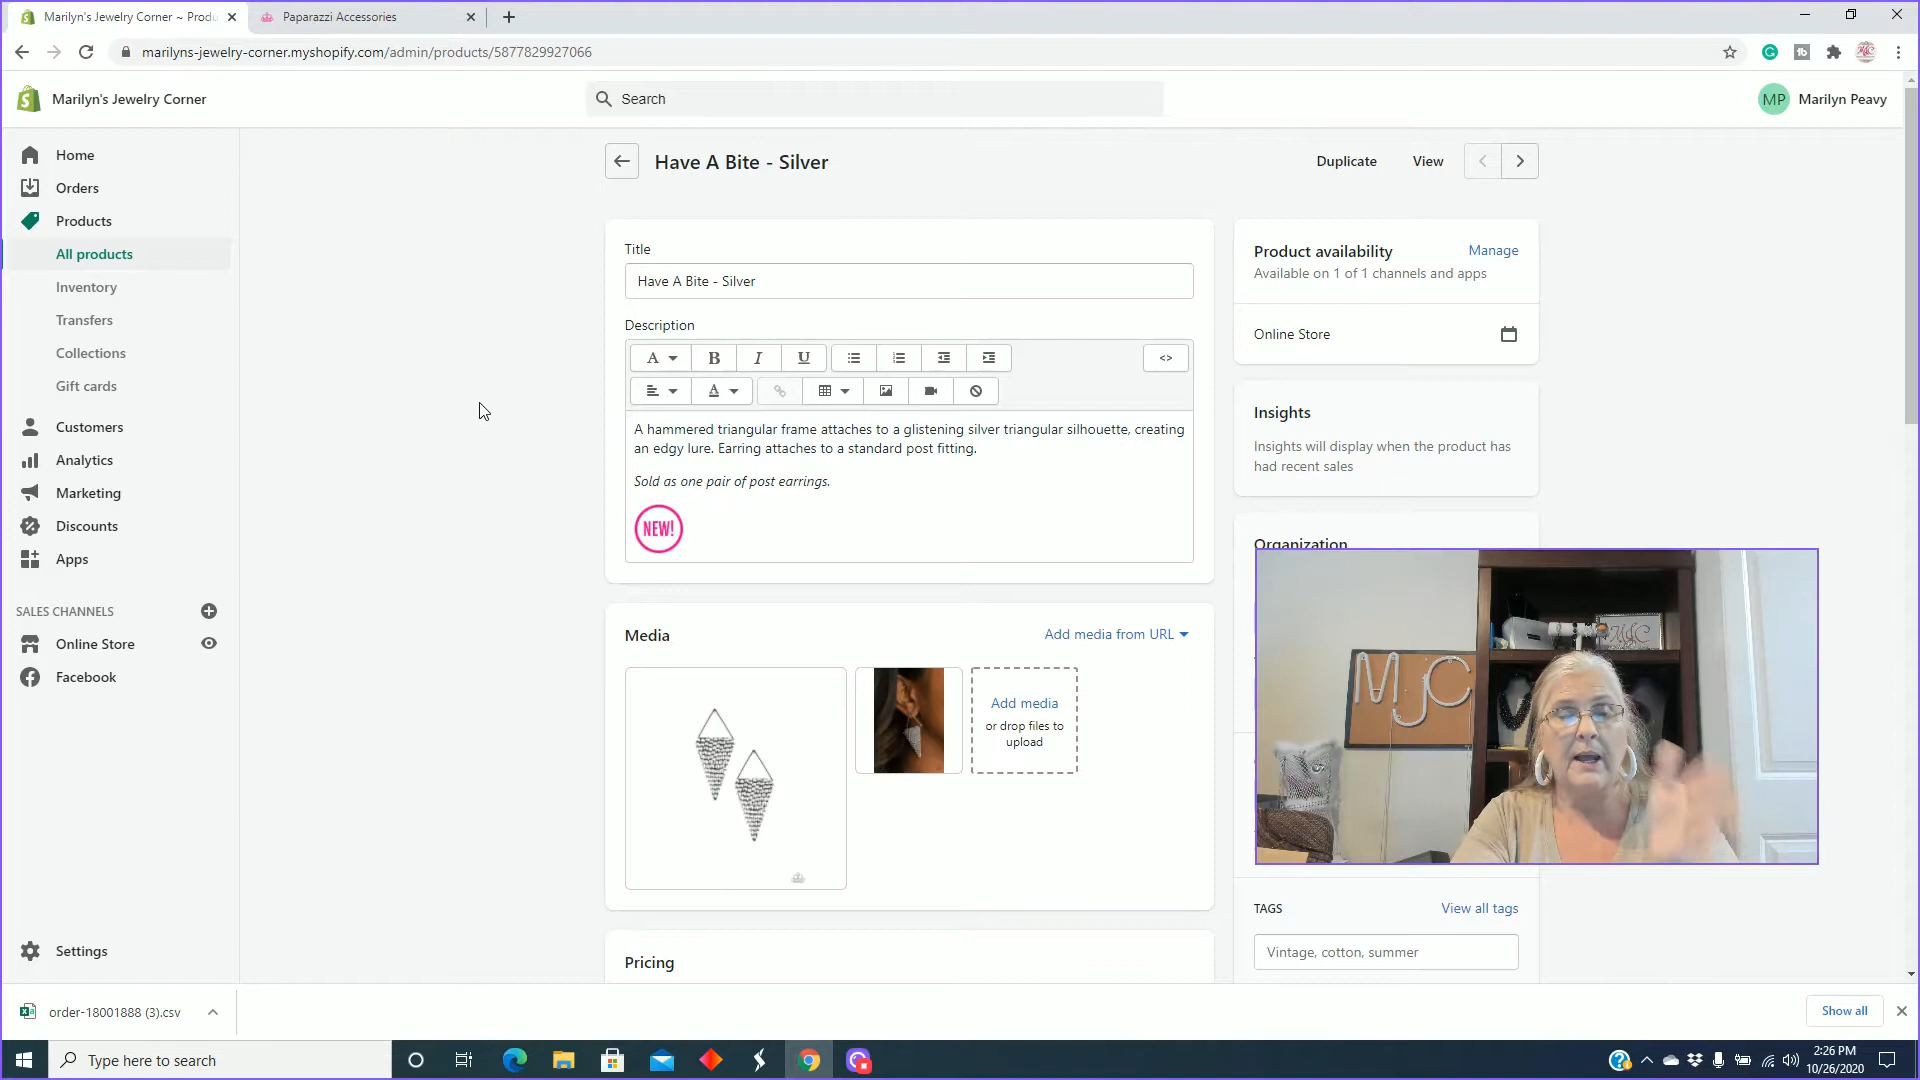 Marilyn's Jewelry Corner ~ Produ
Paparazzi Accessories
marilyns-jewelry-corner.myshopify.com/admin/products/5877829927066
Marilyn's Jewelry Corner
Search
MP
Marilyn Peavy
Home
Orders
Products
All products
Inventory
Transfers
Collections
Gift cards
Customers
Analytics
Marketing
Discounts
Apps
SALES CHANNELS
Online Store
Facebook
Settings
Have A Bite - Silver
Duplicate
View
Title
Have A Bite - Silver
Description
A
B
I
U
<>
A
A hammered triangular frame attaches to a glistening silver triangular silhouette, creating
an edgy lure. Earring attaches to a standard post fitting.
Sold as one pair of post earrings.
NEW!
Media
Add media from URL
Add media
or drop files to
upload
Pricing
Product availability
Manage
Available on 1 of 1 channels and apps
Online Store
Insights
Insights will display when the product has
had recent sales
Organization
MJC
MJC
TAGS
View all tags
Vintage, cotton, summer
order-18001888 (3).csv
Show all
Type here to search
2:26 PM
10/26/2020